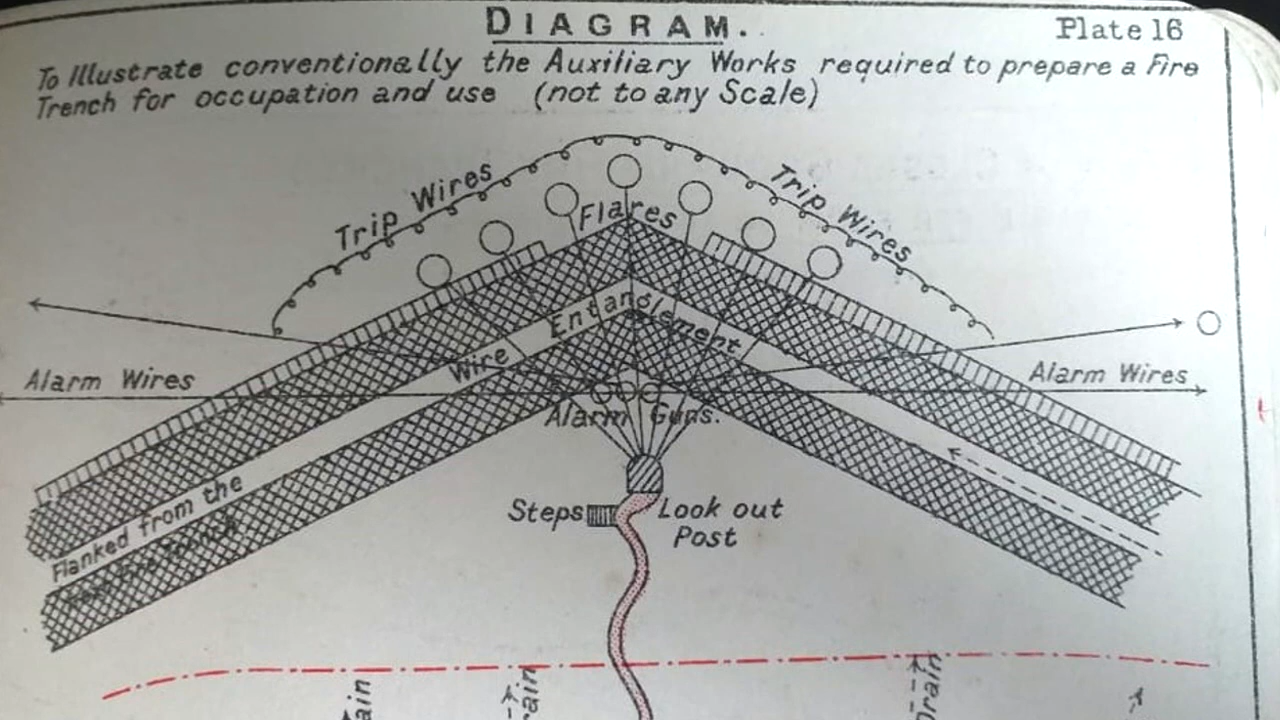 DIAGRAM.
Plate 16
To Illustrate conventionally the Auxiliary Works required to prepare a Fire
Trench for occupation and use (not to any Scale)
Trip Wires
Trip Wires
Flares
Entanglement
Wire
Alarm Wires
Alarm Wires
Alarm Guns.
Flanked from the
Steps
Look out
Post
Drain